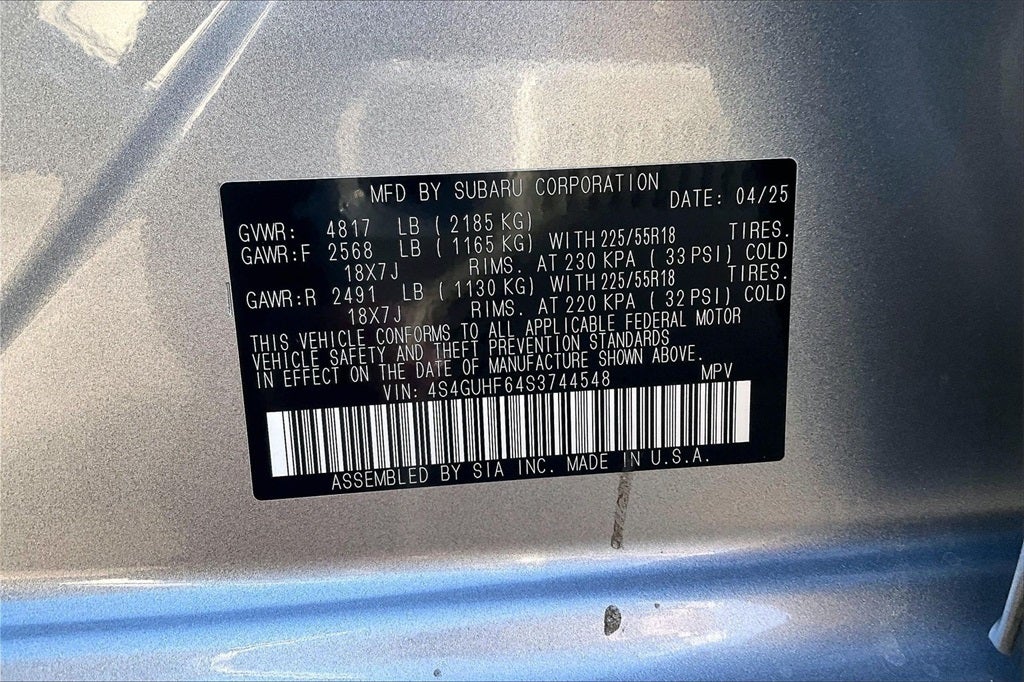 MFD BY SUBARU CORPORATION DATE: 04/25
GVWR: 4817 LB (2185 KG)
GAWR:F 2568 LB (1165 KG) WITH 225/55R18 TIRES.
18X7J RIMS. AT 230 KPA (33 PSI) COLD
GAWR:R 2491 LB (1130 KG) WITH 225/55R18 TIRES.
18X7J RIMS. AT 220 KPA (32 PSI) COLD
THIS VEHICLE CONFORMS TO ALL APPLICABLE FEDERAL MOTOR
VEHICLE SAFETY AND THEFT PREVENTION STANDARDS
IN EFFECT ON THE DATE OF MANUFACTURE SHOWN ABOVE.
VIN: 4S4GUHF64S3744548 MPV
ASSEMBLED BY SIA INC. MADE IN U.S.A.